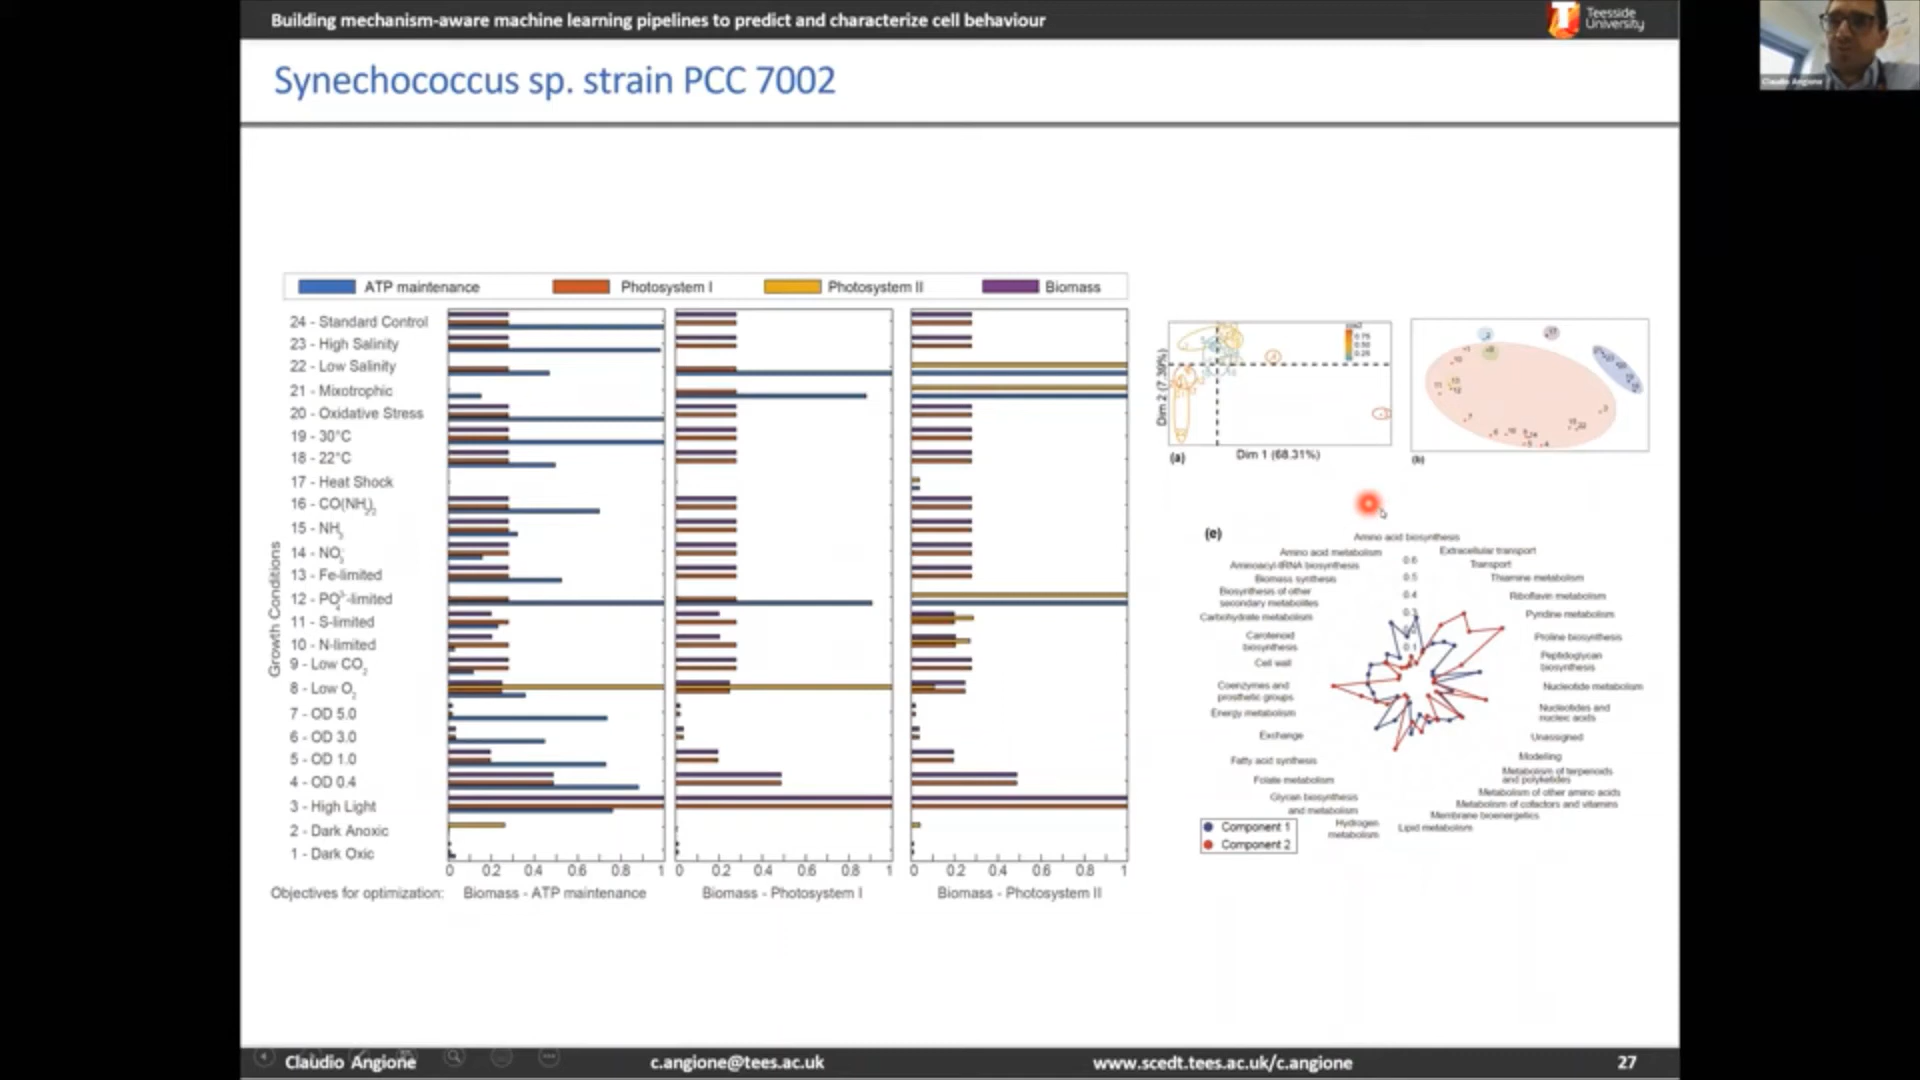 Building mechanism-aware machine learning pipelines to predict and characterize cell behaviour
Teesside
University
Claudio Angione
Synechococcus sp. strain PCC 7002
ATP maintenance
Photosystem I
Photosystem II
Biomass
Growth Conditions
24 - Standard Control
23 - High Salinity
22 - Low Salinity
21 - Mixotrophic
20 - Oxidative Stress
19 - 30°C
18 - 22°C
17 - Heat Shock
16 - CO(NH2)2
15 - NH3
14 - NO3-
13 - Fe-limited
12 - PO4 3- -limited
11 - S-limited
10 - N-limited
9 - Low CO2
8 - Low O2
7 - OD 5.0
6 - OD 3.0
5 - OD 1.0
4 - OD 0.4
3 - High Light
2 - Dark Anoxic
1 - Dark Oxic
0 0.2 0.4 0.6 0.8 1
0 0.2 0.4 0.6 0.8 1
0 0.2 0.4 0.6 0.8 1
Objectives for optimization:
Biomass - ATP maintenance
Biomass - Photosystem I
Biomass - Photosystem II
cos2
0.75
0.50
0.25
Dim 2 (7.39%)
Dim 1 (68.31%)
(a)
(b)
(e)
Amino acid biosynthesis
Extracellular transport
Transport
Thiamine metabolism
Riboflavin metabolism
Pyridine metabolism
Proline biosynthesis
Peptidoglycan
biosynthesis
Nucleotide metabolism
Nucleotides and
nucleic acids
Unassigned
Modelling
Metabolism of terpenoids
and polyketides
Metabolism of other amino acids
Metabolism of cofactors and vitamins
Membrane bioenergetics
Lipid metabolism
Hydrogen
metabolism
Glycan biosynthesis
and metabolism
Folate metabolism
Fatty acid synthesis
Exchange
Energy metabolism
Coenzymes and
prosthetic groups
Cell wall
Carotenoid
biosynthesis
Carbohydrate metabolism
Biosynthesis of other
secondary metabolites
Biomass synthesis
Aminoacyl-tRNA biosynthesis
Amino acid metabolism
0.6
0.5
0.4
0.3
0.1
Component 1
Component 2
Claudio Angione
c.angione@tees.ac.uk
www.scedt.tees.ac.uk/c.angione
27